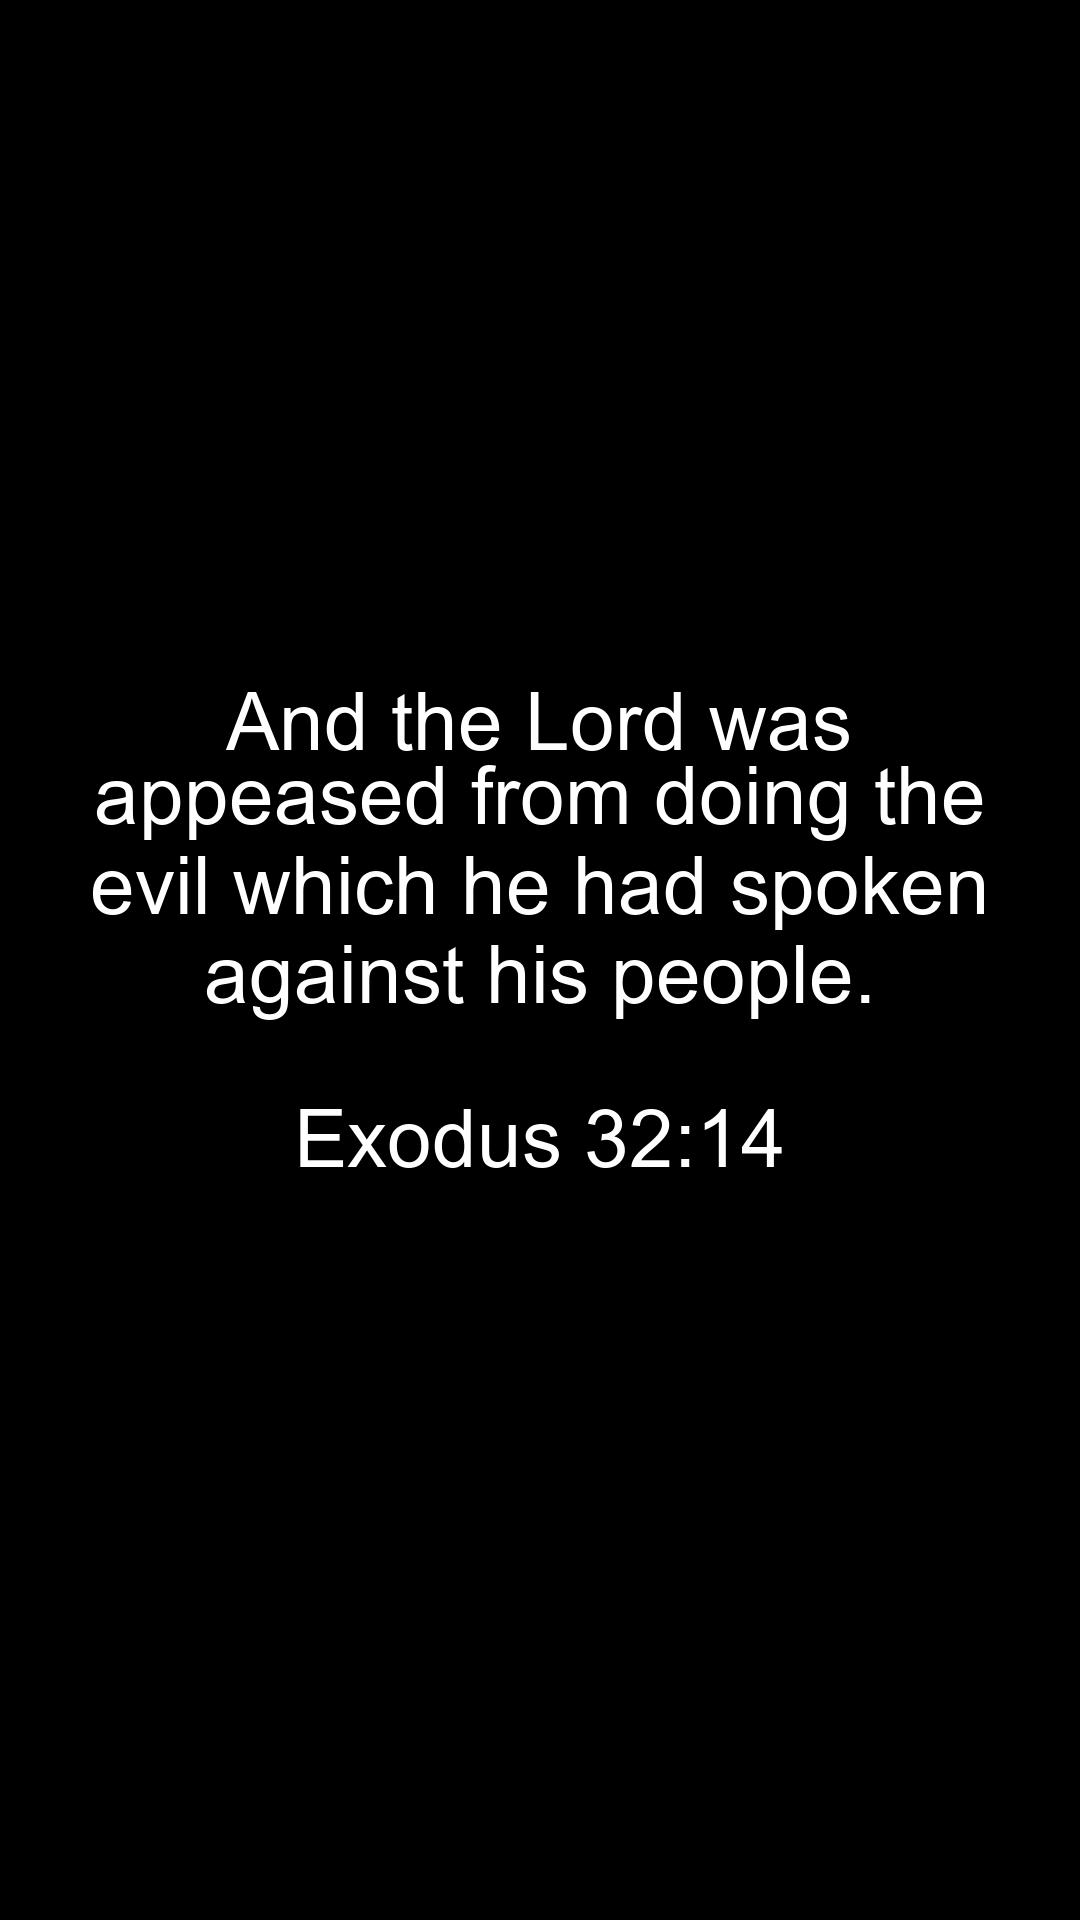 And the Lord was
appeased from doing the
evil which he had spoken
against his people.
Exodus 32:14